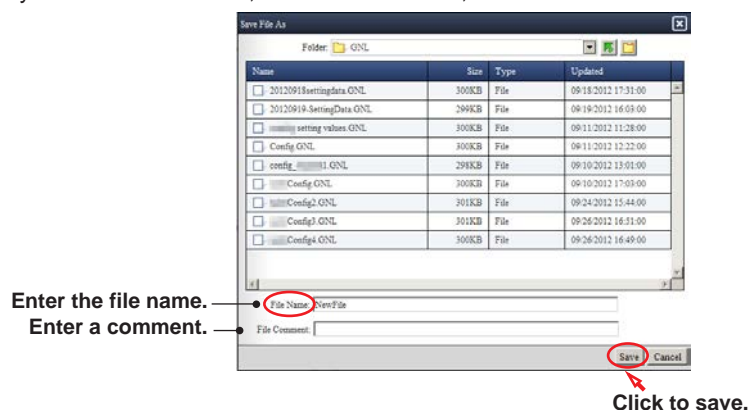 Save File As
Folder: GNL
Name Size Type Updated
20120918settingdata.GNL 300KB File 09/18/2012 17:31:00
20120919-SettingData.GNL 299KB File 09/19/2012 16:03:00
setting values.GNL 300KB File 09/11/2012 11:28:00
Config.GNL 300KB File 09/11/2012 12:22:00
config_ 1.GNL 298KB File 09/10/2012 13:01:00
Config.GNL 300KB File 09/10/2012 17:03:00
Config2.GNL 301KB File 09/24/2012 15:44:00
Config3.GNL 301KB File 09/26/2012 16:51:00
Config4.GNL 300KB File 09/26/2012 16:49:00
Enter the file name. File Name: NewFile
Enter a comment. File Comment:
Save Cancel
Click to save.